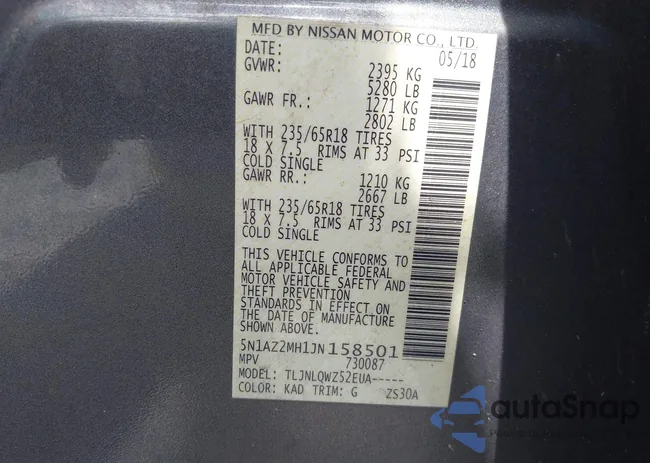 MFD BY NISSAN MOTOR CO., LTD.
DATE: 05/18
GVWR: 2395 KG
5280 LB
GAWR FR.: 1271 KG
2802 LB
WITH 235/65R18 TIRES
18 X 7.5 RIMS AT 33 PSI
COLD SINGLE
GAWR RR.: 1210 KG
2667 LB
WITH 235/65R18 TIRES
18 X 7.5 RIMS AT 33 PSI
COLD SINGLE
THIS VEHICLE CONFORMS TO
ALL APPLICABLE FEDERAL
MOTOR VEHICLE SAFETY AND
THEFT PREVENTION
STANDARDS IN EFFECT ON
THE DATE OF MANUFACTURE
SHOWN ABOVE.
5N1AZ2MH1JN158501
MPV 730087
MODEL: TLJNLQWZ52EUA-----
COLOR: KAD TRIM: G ZS30A
autoSnap